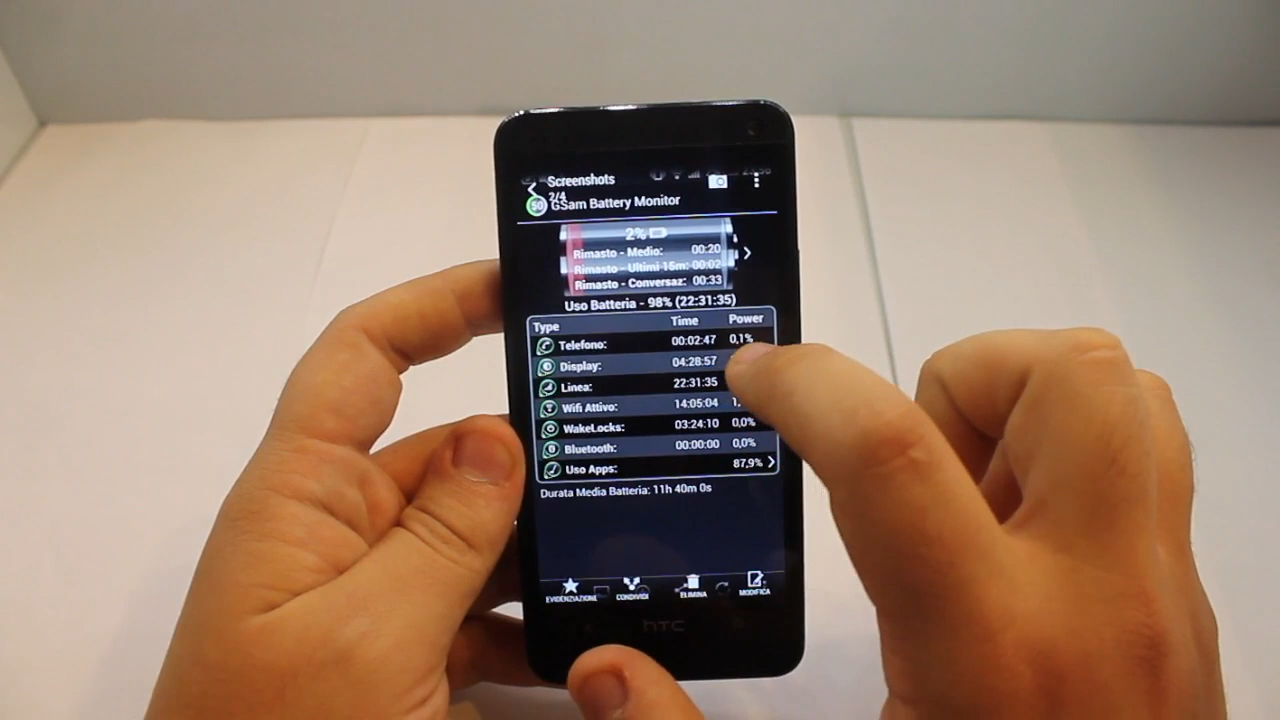 Screenshots
2/4
50 GSam Battery Monitor
2%
Rimasto - Medio: 00:20
Rimasto - Ultimi 15m: 00:02
Rimasto - Conversaz: 00:33
Uso Batteria - 98% (22:31:35)
Type Time Power
Telefono: 00:02:47 0,1%
Display: 04:28:57
Linea: 22:31:35
Wifi Attivo: 14:05:04 1,
WakeLocks: 03:24:10 0,0%
Bluetooth: 00:00:00 0,0%
Uso Apps: 87,9%
Durata Media Batteria: 11h 40m 0s
EVIDENZIAZIONE CONDIVIDI ELIMINA MODIFICA
hTC